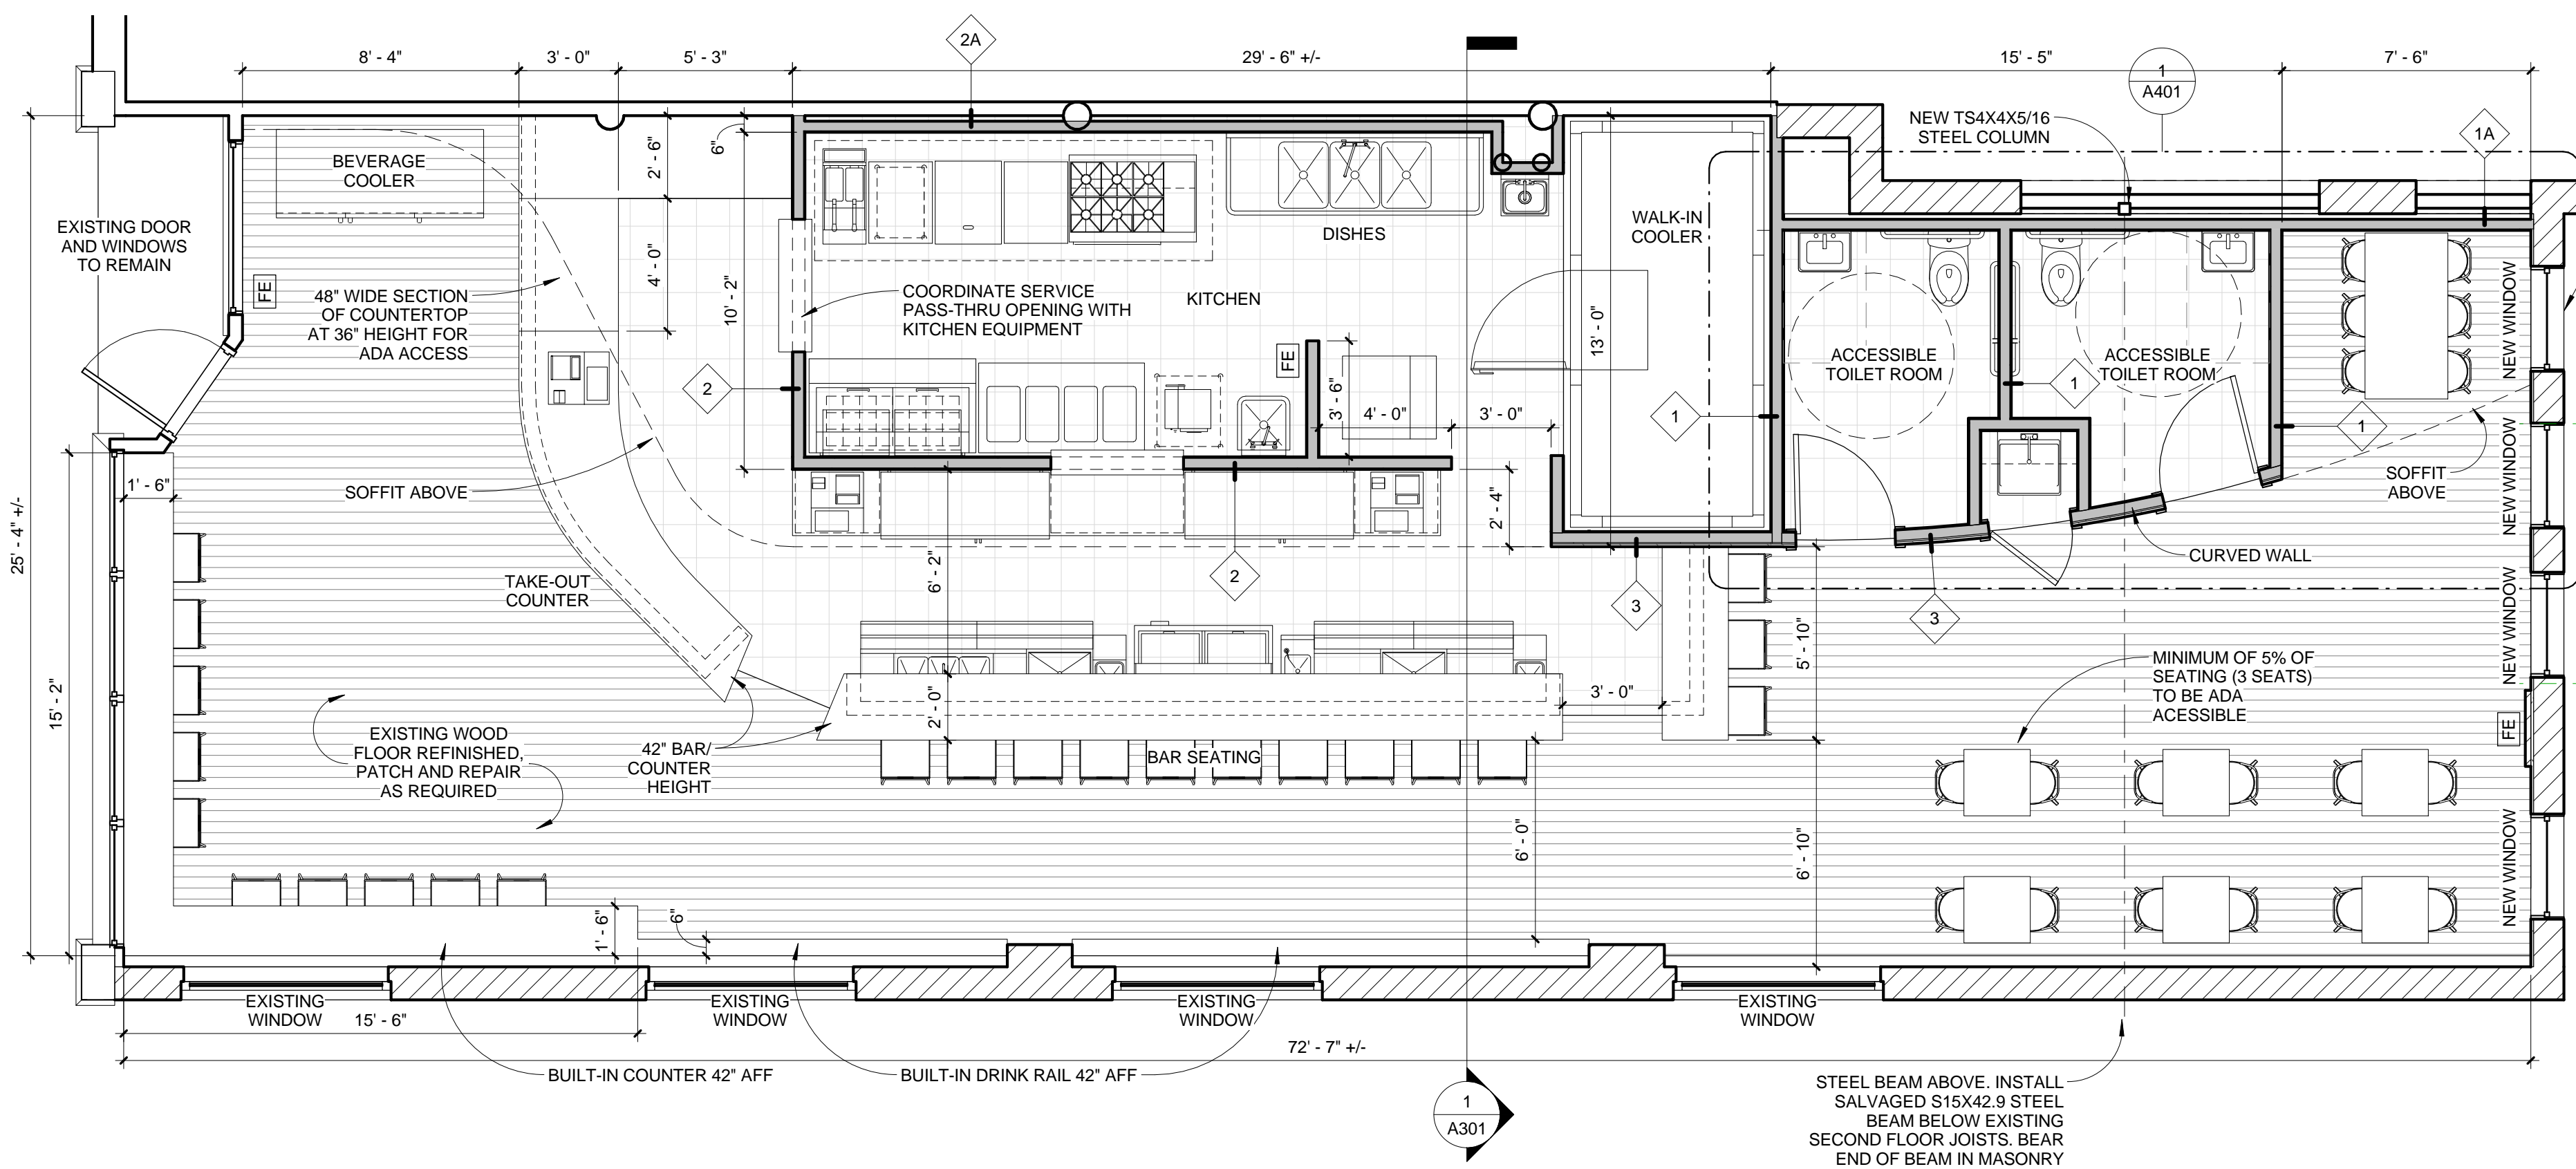 2A
8' - 4"
3' - 0"
5' - 3"
29' - 6" +/-
15' - 5"
7' - 6"
1
A401
NEW TS4X4X5/16
STEEL COLUMN
1A
BEVERAGE
COOLER
2' - 6"
6"
EXISTING DOOR
AND WINDOWS
TO REMAIN
FE
48" WIDE SECTION
OF COUNTERTOP
AT 36" HEIGHT FOR
ADA ACCESS
4' - 0"
10' - 2"
COORDINATE SERVICE
PASS-THRU OPENING WITH
KITCHEN EQUIPMENT
DISHES
KITCHEN
WALK-IN
COOLER
13' - 0"
ACCESSIBLE
TOILET ROOM
ACCESSIBLE
TOILET ROOM
NEW WINDOW
2
FE
3' - 6"
4' - 0"
3' - 0"
1
1
1
SOFFIT
ABOVE
NEW WINDOW
25' - 4" +/-
1' - 6"
SOFFIT ABOVE
2' - 4"
CURVED WALL
TAKE-OUT
COUNTER
6' - 2"
2
3
3
NEW WINDOW
5' - 10"
15' - 2"
MINIMUM OF 5% OF
SEATING (3 SEATS)
TO BE ADA
ACESSIBLE
FE
2' - 0"
3' - 0"
EXISTING WOOD
FLOOR REFINISHED,
PATCH AND REPAIR
AS REQUIRED
42" BAR/
COUNTER
HEIGHT
BAR SEATING
6' - 0"
6' - 10"
NEW WINDOW
1' - 6"
6"
EXISTING
WINDOW
EXISTING
WINDOW
EXISTING
WINDOW
EXISTING
WINDOW
15' - 6"
72' - 7" +/-
BUILT-IN COUNTER 42" AFF
BUILT-IN DRINK RAIL 42" AFF
1
A301
STEEL BEAM ABOVE. INSTALL
SALVAGED S15X42.9 STEEL
BEAM BELOW EXISTING
SECOND FLOOR JOISTS. BEAR
END OF BEAM IN MASONRY